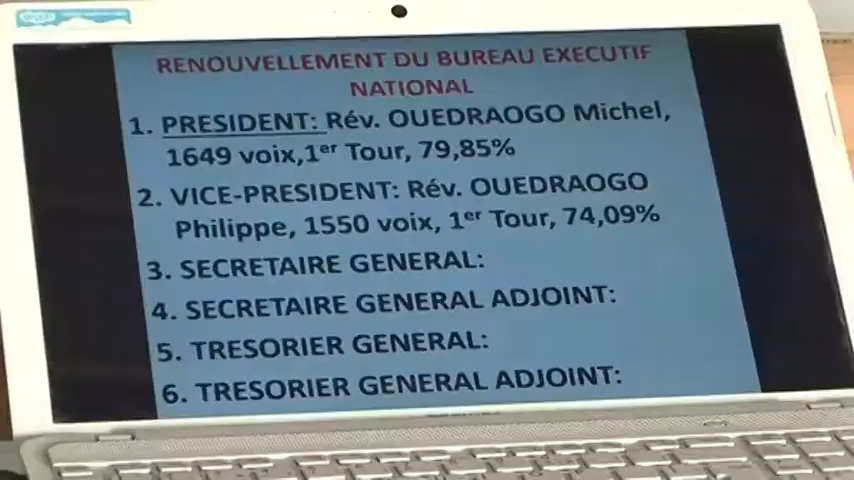 RENOUVELLEMENT DU BUREAU EXECUTIF
NATIONAL
1. PRESIDENT: Rév. OUEDRAOGO Michel,
1649 voix,1er Tour, 79,85%
2. VICE-PRESIDENT: Rév. OUEDRAOGO
Philippe, 1550 voix, 1er Tour, 74,09%
3. SECRETAIRE GENERAL:
4. SECRETAIRE GENERAL ADJOINT:
5. TRESORIER GENERAL:
6. TRESORIER GENERAL ADJOINT: